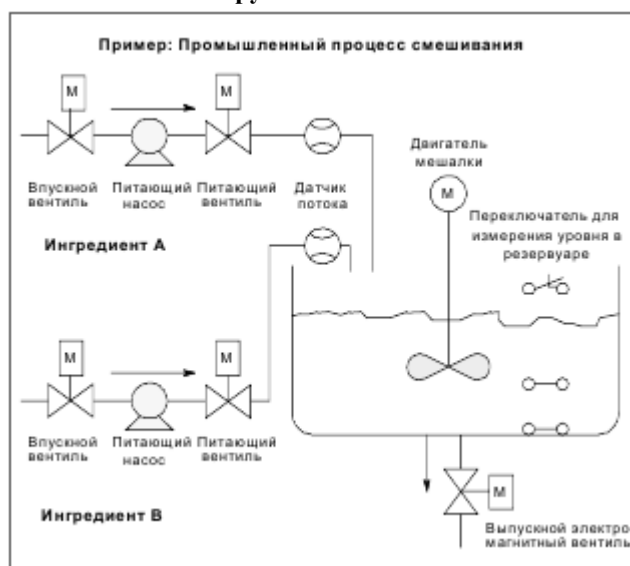 Пример: Промышленный процесс смешивания
M
M
Впускной
вентиль
Питающий
насос
Питающий
вентиль
Датчик
потока
Двигатель
мешалки
M
Переключатель для
измерения уровня в
резервуаре
Ингредиент A
M
M
Впускной
вентиль
Питающий
насос
Питающий
вентиль
M
Выпускной электро
магнитный вентиль
Ингредиент B